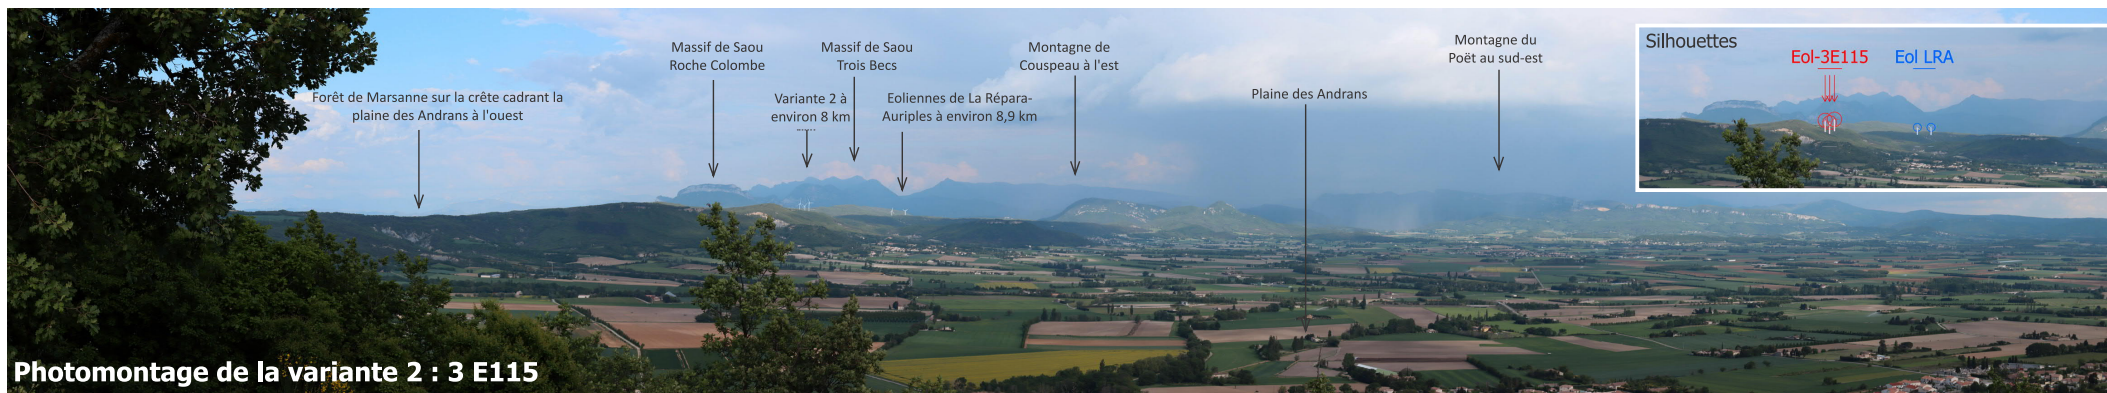 Silhouettes
Eol-3E115
Eol LRA
Massif de Saou
Roche Colombe
Massif de Saou
Trois Becs
Montagne de
Couspeau à l'est
Montagne du
Poët au sud-est
Forêt de Marsanne sur la crête cadrant la
plaine des Andrans à l'ouest
Variante 2 à
environ 8 km
Eoliennes de La Répara-
Auriples à environ 8,9 km
Plaine des Andrans
Photomontage de la variante 2 : 3 E115